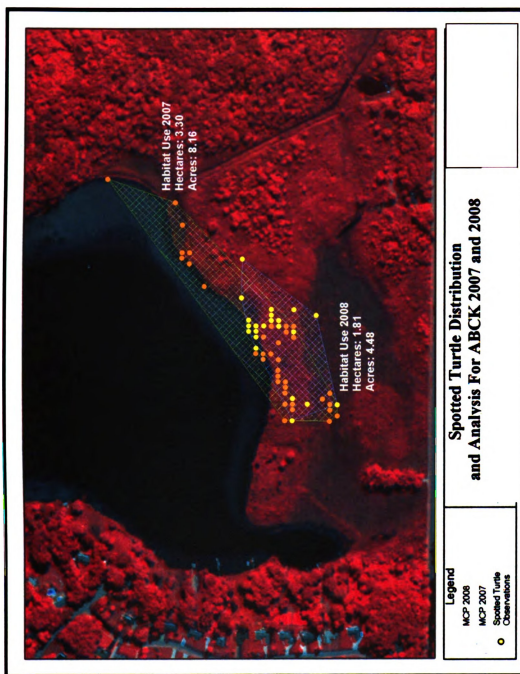 Habitat Use 2007
Hectares: 3.30
Acres: 8.16
Habitat Use 2008
Hectares: 1.81
Acres: 4.48
Spotted Turtle Distribution
and Analysis For ABCK 2007 and 2008
Legend
MCP 2008
MCP 2007
Spotted Turtle
Observations